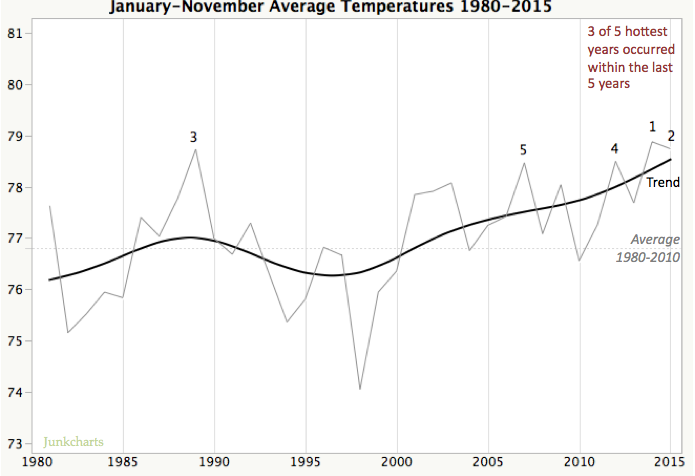 January-November Average Temperatures 1980-2015
3 of 5 hottest
years occurred
within the last
5 years
81
80
79
78
77
76
75
74
73
3
5
4
1
2
Trend
Average
1980-2010
Junkcharts
1980
1985
1990
1995
2000
2005
2010
2015